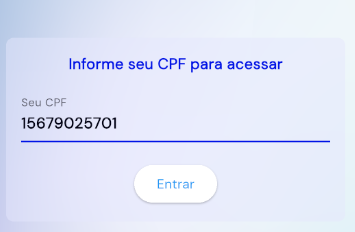 Informe seu CPF para acessar
Seu CPF
15679025701
Entrar